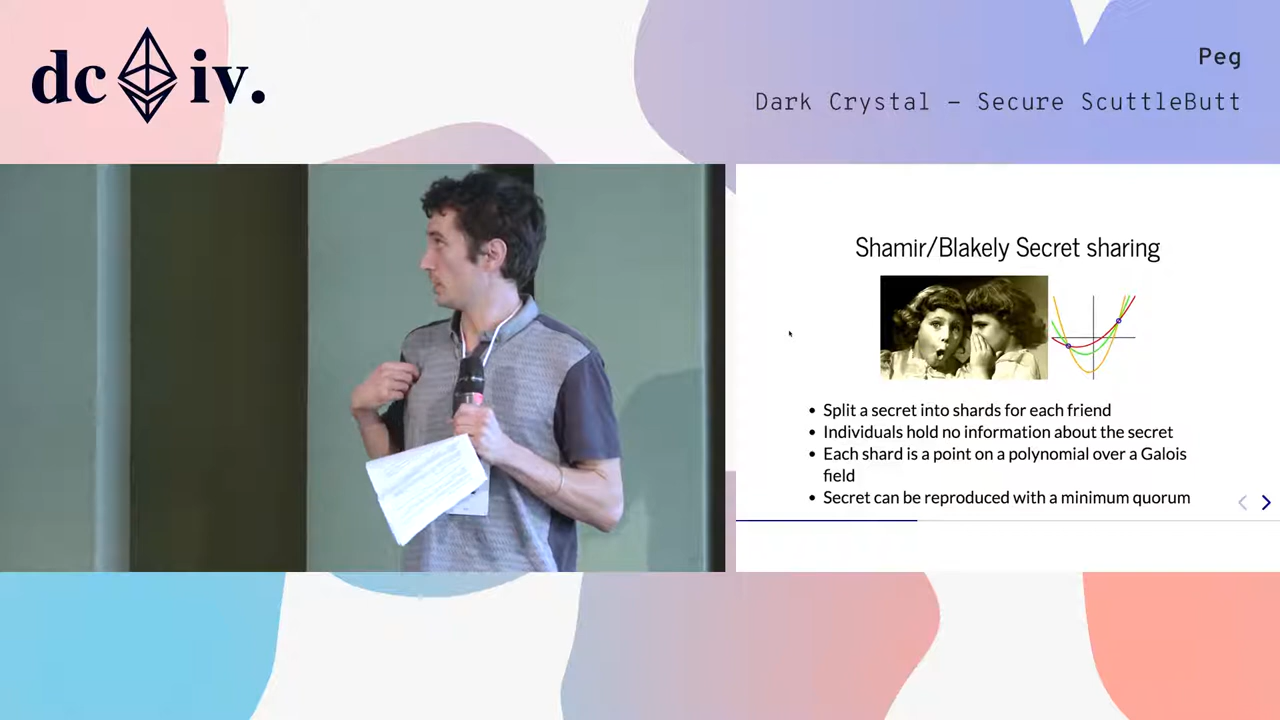 dc iv.
Peg
Dark Crystal – Secure ScuttleButt
Shamir/Blakely Secret sharing
• Split a secret into shards for each friend
• Individuals hold no information about the secret
• Each shard is a point on a polynomial over a Galois
field
• Secret can be reproduced with a minimum quorum